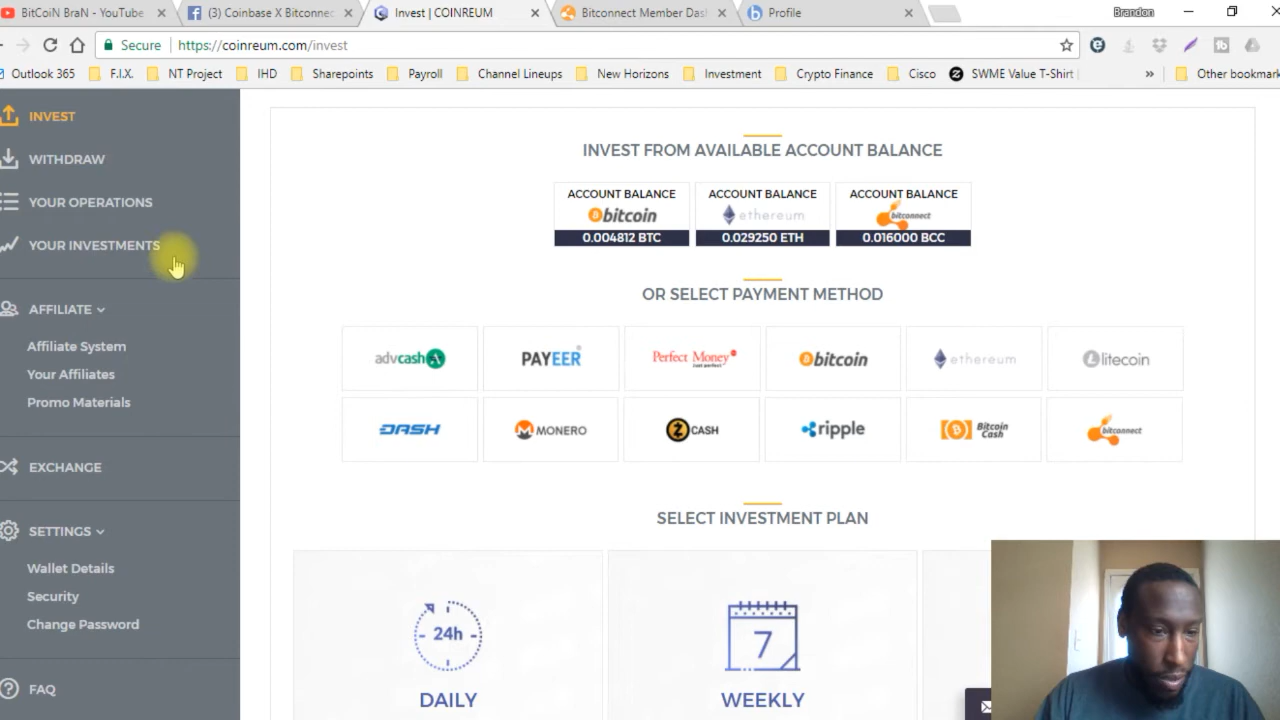 BitCoiN BraN - YouTube
(3) Coinbase X Bitconnec
Invest | COINREUM
Bitconnect Member Das
Profile
Brandon
Secure
https://coinreum.com/invest
Outlook 365
F.I.X.
NT Project
IHD
Sharepoints
Payroll
Channel Lineups
New Horizons
Investment
Crypto Finance
Cisco
SWME Value T-Shirt
»
Other bookmark
INVEST
WITHDRAW
YOUR OPERATIONS
YOUR INVESTMENTS
AFFILIATE
Affiliate System
Your Affiliates
Promo Materials
EXCHANGE
SETTINGS
Wallet Details
Security
Change Password
FAQ
INVEST FROM AVAILABLE ACCOUNT BALANCE
ACCOUNT BALANCE
bitcoin
0.004812 BTC
ACCOUNT BALANCE
ethereum
0.029250 ETH
ACCOUNT BALANCE
bitconnect
0.016000 BCC
OR SELECT PAYMENT METHOD
advcash
PAYEER
Perfect Money
Just perfect
bitcoin
ethereum
litecoin
DASH
MONERO
CASH
ripple
Bitcoin
Cash
bitconnect
SELECT INVESTMENT PLAN
24h
DAILY
7
WEEKLY